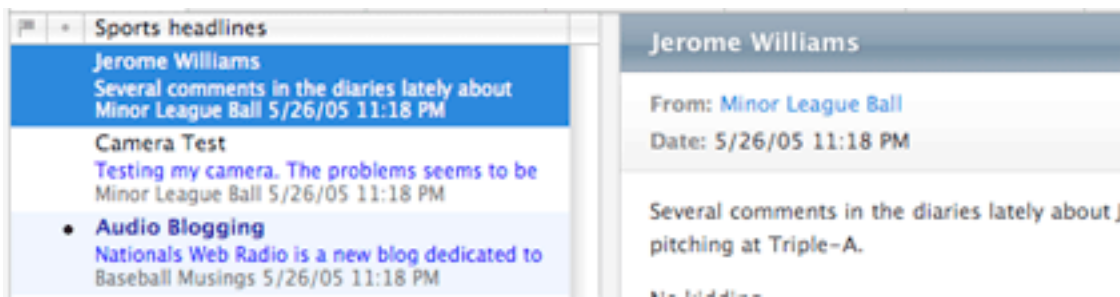 Sports headlines
Jerome Williams
Several comments in the diaries lately about
Minor League Ball 5/26/05 11:18 PM
Camera Test
Testing my camera. The problems seems to be
Minor League Ball 5/26/05 11:18 PM
Audio Blogging
Nationals Web Radio is a new blog dedicated to
Baseball Musings 5/26/05 11:18 PM
Jerome Williams
From: Minor League Ball
Date: 5/26/05 11:18 PM
Several comments in the diaries lately about
pitching at Triple-A.
No kidding